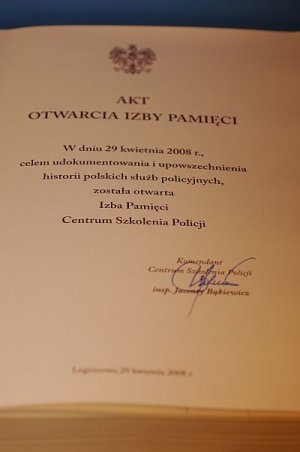 AKT
OTWARCIA IZBY PAMIĘCI
W dniu 29 kwietnia 2008 r.,
celem udokumentowania i upowszechnienia
historii polskich służb policyjnych,
została otwarta
Izba Pamięci
Centrum Szkolenia Policji
Komendant
Centrum Szkolenia Policji
insp. Jacenty Bąkiewicz
Legionowo, 29 kwietnia 2008 r.